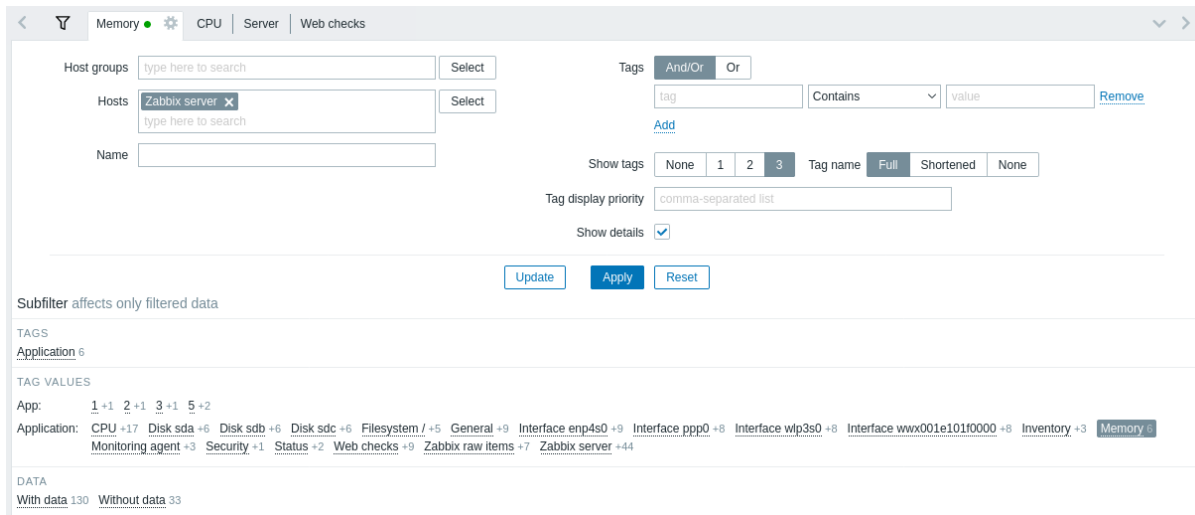 Memory CPU Server Web checks
Host groups type here to search Select Tags And/Or Or
Hosts Zabbix server Select tag Contains value Remove
type here to search Add
Name
Show tags None 1 2 3 Tag name Full Shortened None
Tag display priority comma-separated list
Show details
Update Apply Reset
Subfilter affects only filtered data
TAGS
Application 6
TAG VALUES
App: 1 +1 2 +1 3 +1 5 +2
Application: CPU +17 Disk sda +6 Disk sdb +6 Disk sdc +6 Filesystem / +5 General +9 Interface enp4s0 +9 Interface ppp0 +8 Interface wlp3s0 +8 Interface wwx001e101f0000 +8 Inventory +3 Memory 6
Monitoring agent +3 Security +1 Status +2 Web checks +9 Zabbix raw items +7 Zabbix server +44
DATA
With data 130 Without data 33